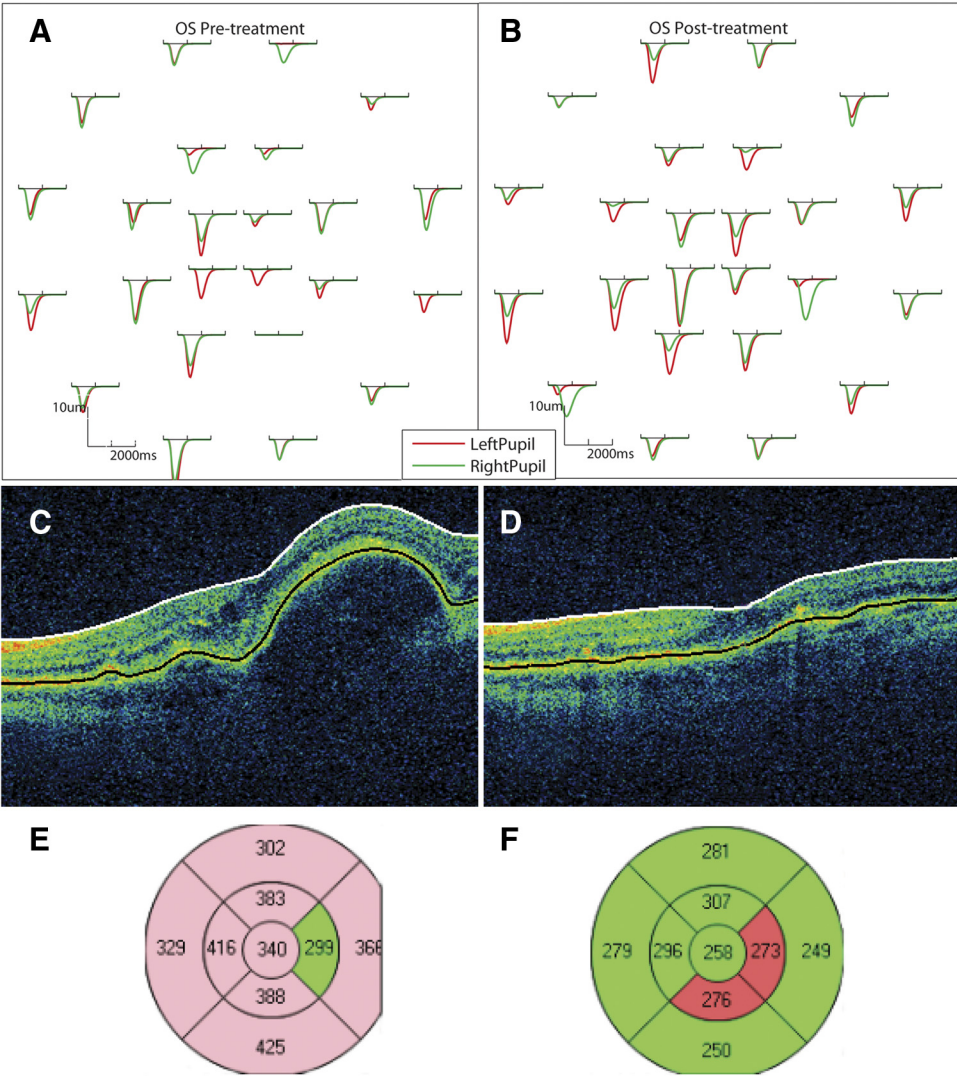 A
OS Pre-treatment
B
OS Post-treatment
10um
2000ms
10um
2000ms
LeftPupil
RightPupil
C
D
E
302
383
329
416
340
299
366
388
425
F
281
307
279
296
258
273
249
276
250